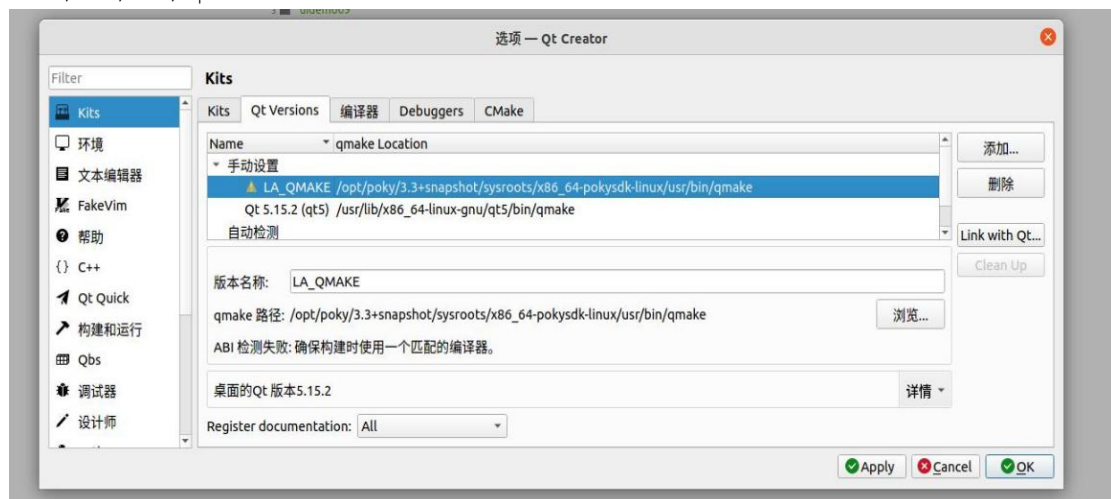 选项 — Qt Creator
Filter
Kits
Kits
环境
文本编辑器
FakeVim
帮助
{} C++
Qt Quick
构建和运行
Qbs
调试器
设计师
Kits Qt Versions 编译器 Debuggers CMake
Name qmake Location
手动设置
LA_QMAKE /opt/poky/3.3+snapshot/sysroots/x86_64-pokysdk-linux/usr/bin/qmake
Qt 5.15.2 (qt5) /usr/lib/x86_64-linux-gnu/qt5/bin/qmake
自动检测
添加...
删除
Link with Qt...
Clean Up
版本名称: LA_QMAKE
qmake 路径: /opt/poky/3.3+snapshot/sysroots/x86_64-pokysdk-linux/usr/bin/qmake
浏览...
ABI 检测失败: 确保构建时使用一个匹配的编译器。
桌面的Qt 版本5.15.2
详情
Register documentation: All
Apply Cancel OK